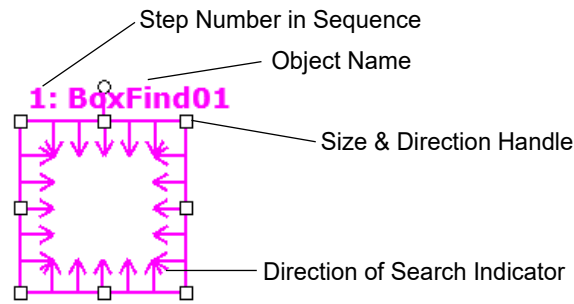 Step Number in Sequence
Object Name
1: BoxFind01
Size & Direction Handle
Direction of Search Indicator